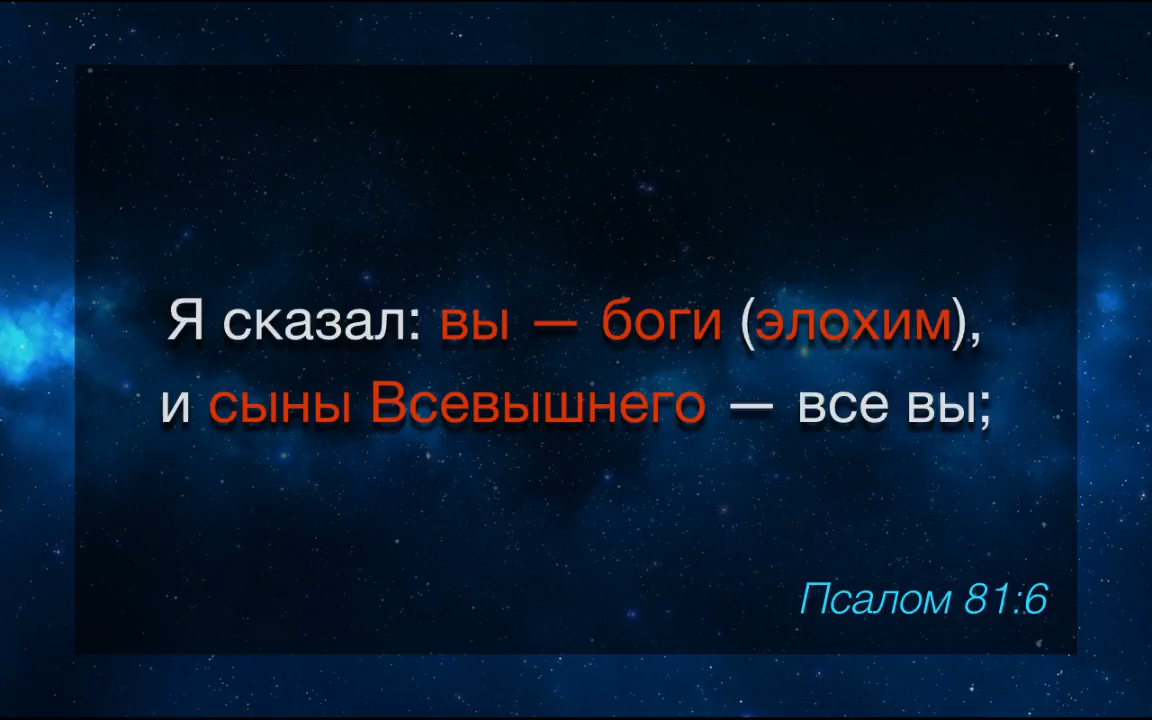 Я сказал: вы — боги (элохим),
и сыны Всевышнего — все вы;
Псалом 81:6